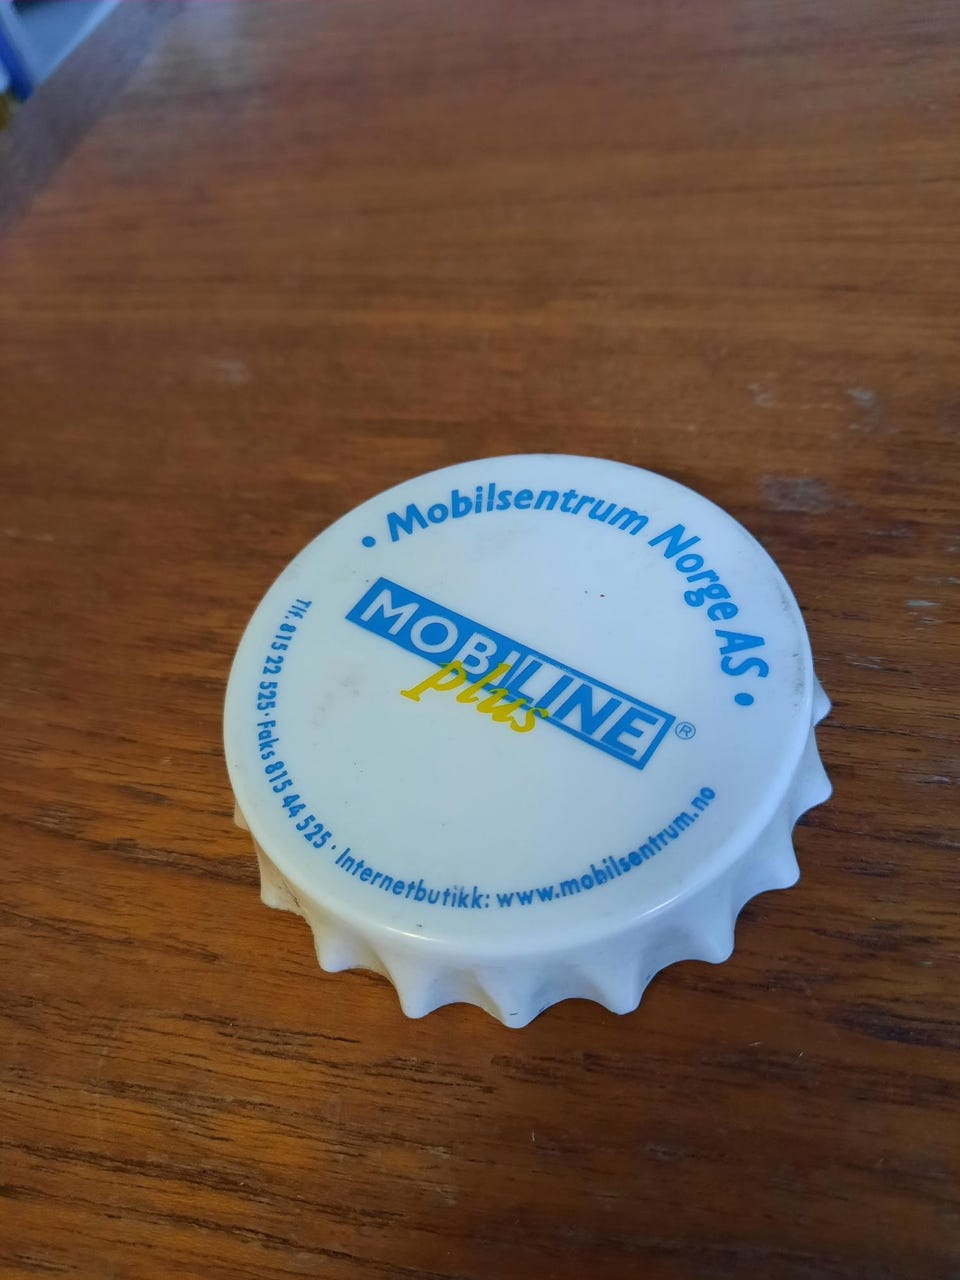 • Mobilsentrum Norge AS •
MOBILINE®
plus
Tlf. 815 22 525 · Faks 815 44 525 · Internetbutikk: www.mobilsentrum.no